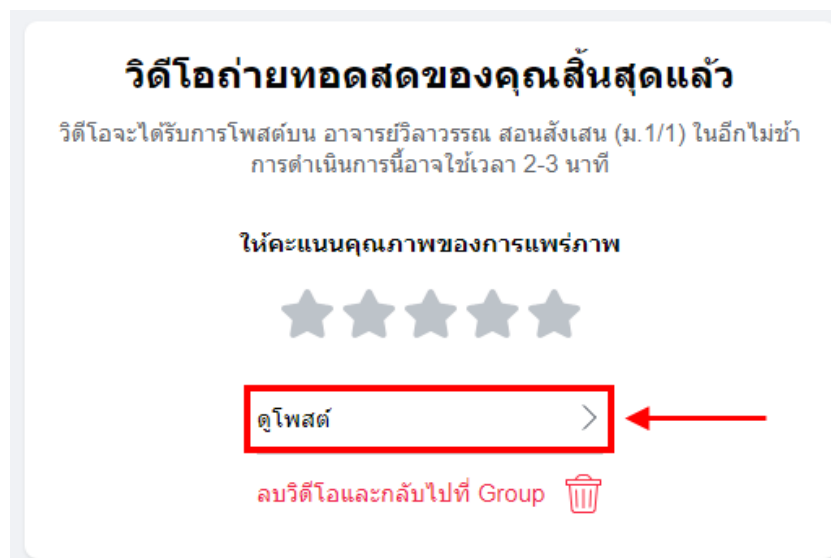 วิดีโอถ่ายทอดสดของคุณสิ้นสุดแล้ว
วิดีโอจะได้รับการโพสต์บน อาจารย์วิลาวรรณ สอนสั่งเสน (ม.1/1) ในอีกไม่ช้า
การดำเนินการนี้อาจใช้เวลา 2-3 นาที
ให้คะแนนคุณภาพของการแพร่ภาพ
ดูโพสต์
ลบวิดีโอและกลับไปที่ Group